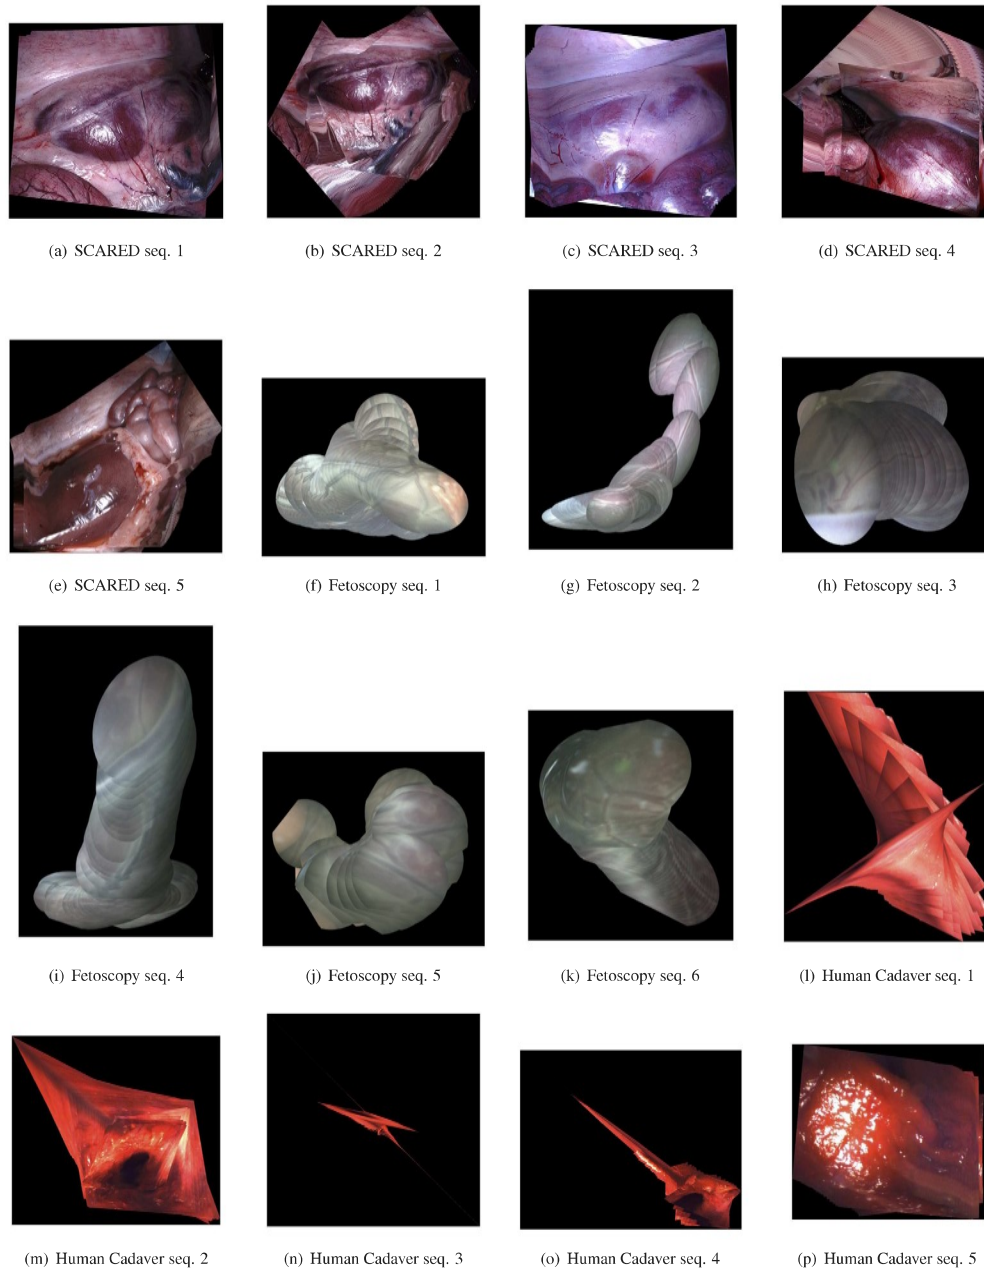 (a) SCARED seq. 1
(b) SCARED seq. 2
(c) SCARED seq. 3
(d) SCARED seq. 4
(e) SCARED seq. 5
(f) Fetoscopy seq. 1
(g) Fetoscopy seq. 2
(h) Fetoscopy seq. 3
(i) Fetoscopy seq. 4
(j) Fetoscopy seq. 5
(k) Fetoscopy seq. 6
(l) Human Cadaver seq. 1
(m) Human Cadaver seq. 2
(n) Human Cadaver seq. 3
(o) Human Cadaver seq. 4
(p) Human Cadaver seq. 5